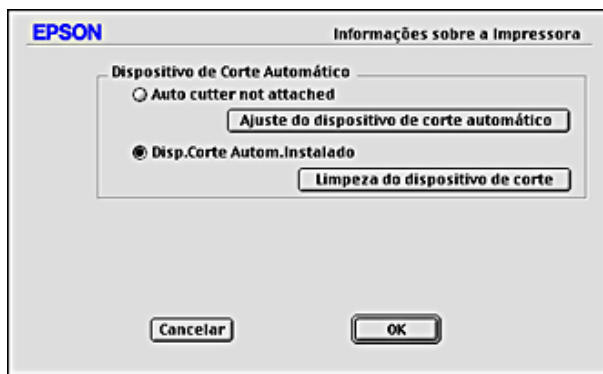 EPSON
Informações sobre a Impressora
Dispositivo de Corte Automático
Auto cutter not attached
Ajuste do dispositivo de corte automático
Disp.Corte Autom.Instalado
Limpeza do dispositivo de corte
Cancelar
OK